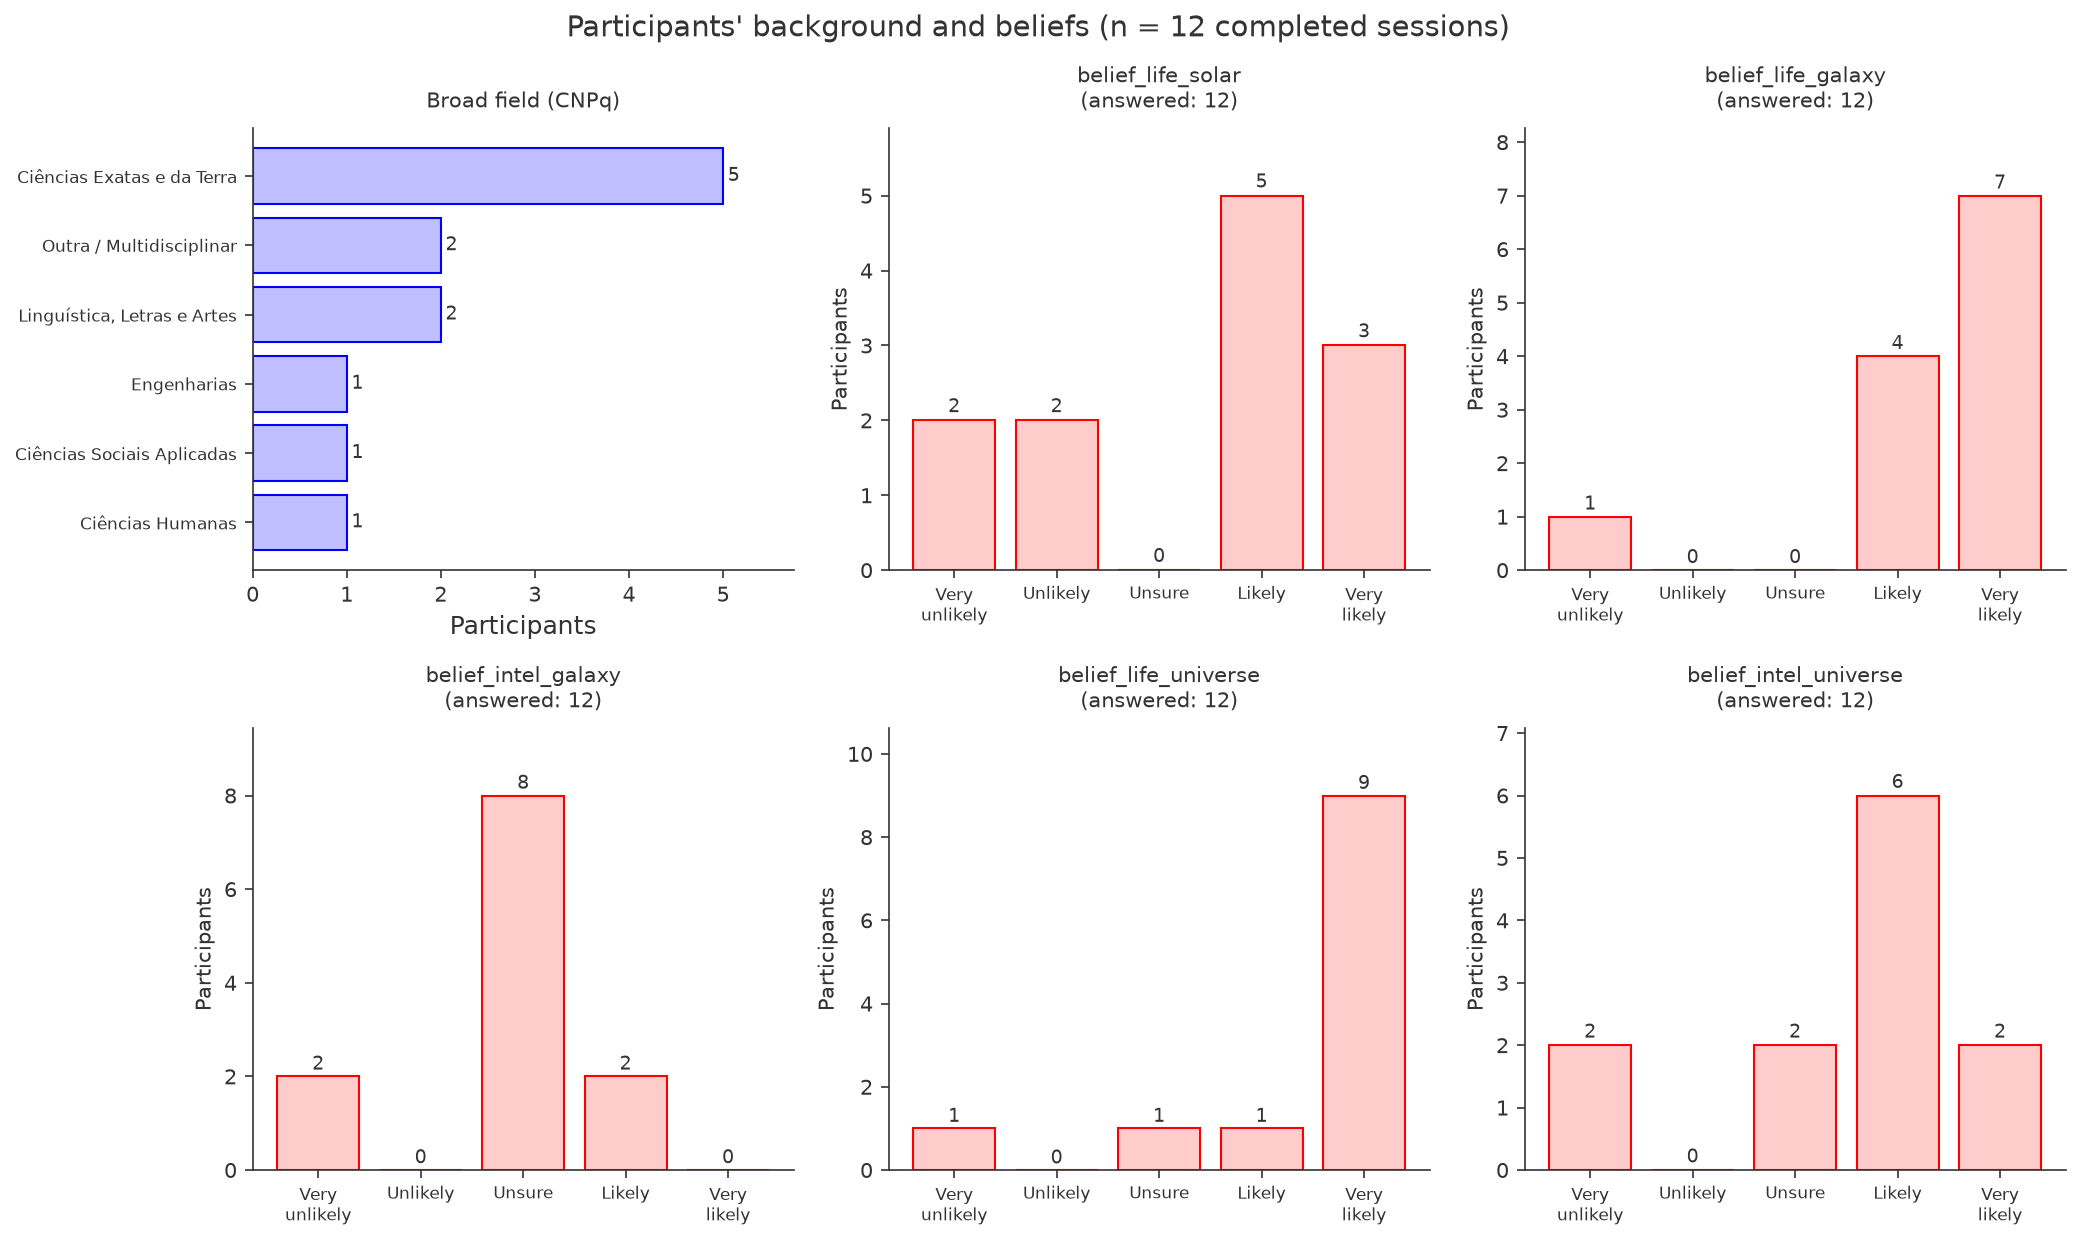 Participants' background and beliefs (n = 12 completed sessions)
Broad field (CNPq)
Ciências Exatas e da Terra
5
Outra / Multidisciplinar
2
Linguística, Letras e Artes
2
Engenharias
1
Ciências Sociais Aplicadas
1
Ciências Humanas
1
0 1 2 3 4 5
Participants
belief_life_solar
(answered: 12)
Participants
5
4
3
2
1
0
2 2 0 5 3
Very
unlikely
Unlikely
Unsure
Likely
Very
likely
belief_life_galaxy
(answered: 12)
Participants
8
7
6
5
4
3
2
1
0
1 0 0 4 7
Very
unlikely
Unlikely
Unsure
Likely
Very
likely
belief_intel_galaxy
(answered: 12)
Participants
8
6
4
2
0
2 0 8 2 0
Very
unlikely
Unlikely
Unsure
Likely
Very
likely
belief_life_universe
(answered: 12)
Participants
10
8
6
4
2
0
1 0 1 1 9
Very
unlikely
Unlikely
Unsure
Likely
Very
likely
belief_intel_universe
(answered: 12)
Participants
7
6
5
4
3
2
1
0
2 0 2 6 2
Very
unlikely
Unlikely
Unsure
Likely
Very
likely